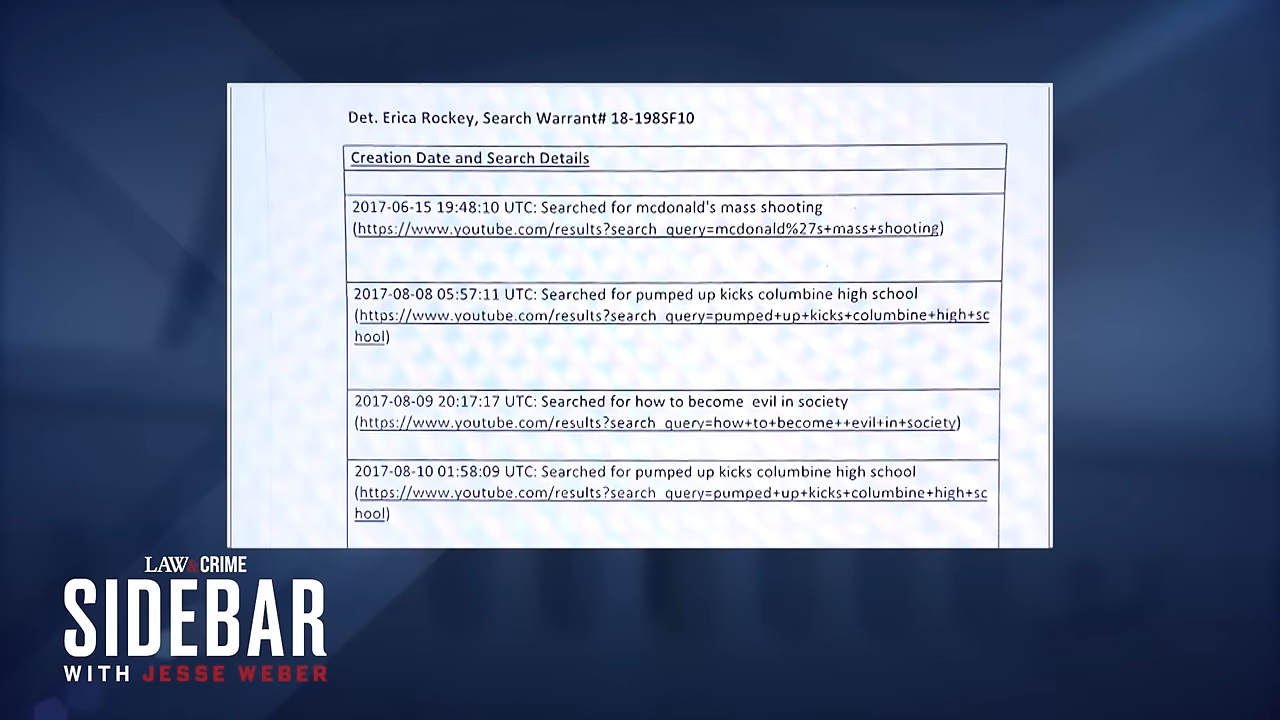 Det. Erica Rockey, Search Warrant# 18-198SF10
Creation Date and Search Details
2017-06-15 19:48:10 UTC: Searched for mcdonald's mass shooting
(https://www.youtube.com/results?search_query=mcdonald%27s+mass+shooting)
2017-08-08 05:57:11 UTC: Searched for pumped up kicks columbine high school
(https://www.youtube.com/results?search_query=pumped+up+kicks+columbine+high+sc
hool)
2017-08-09 20:17:17 UTC: Searched for how to become  evil in society
(https://www.youtube.com/results?search_query=how+to+become++evil+in+society)
2017-08-10 01:58:09 UTC: Searched for pumped up kicks columbine high school
(https://www.youtube.com/results?search_query=pumped+up+kicks+columbine+high+sc
hool)
LAW&CRIME
SIDEBAR
WITH JESSE WEBER